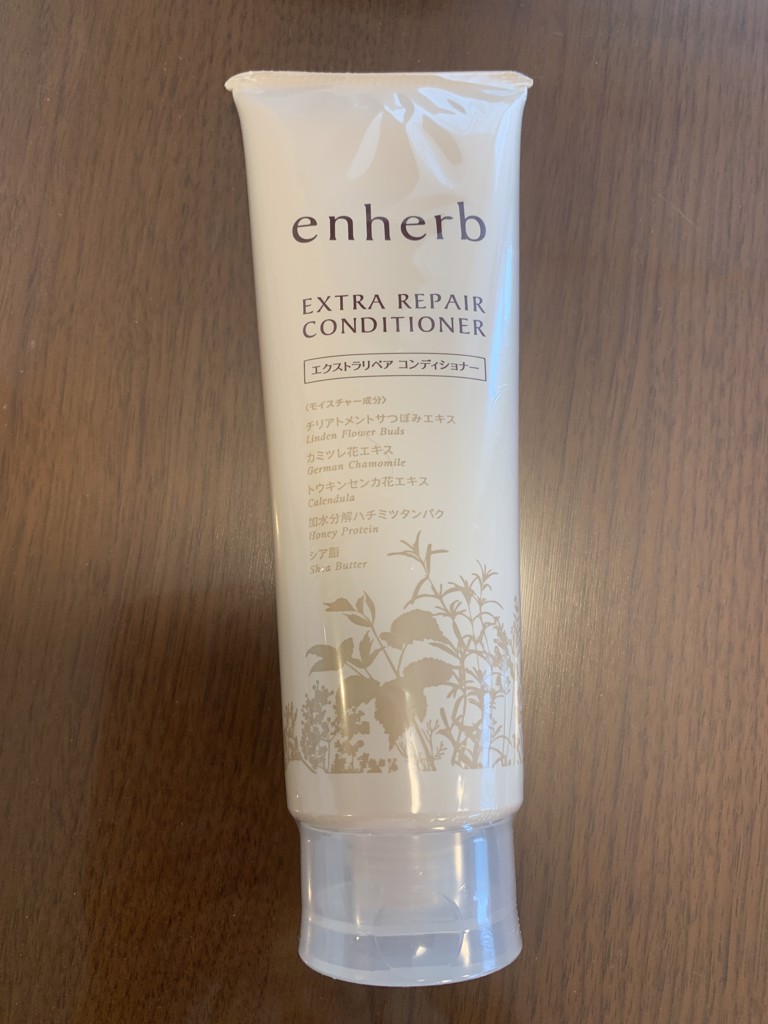 enherb
EXTRA REPAIR
CONDITIONER
エクストラリペア コンディショナー
〈モイスチャー成分〉
チリアトメントサつぼみエキス
Linden Flower Buds
カミツレ花エキス
German Chamomile
トウキンセンカ花エキス
Calendula
加水分解ハチミツタンパク
Honey Protein
シア脂
Shea Butter